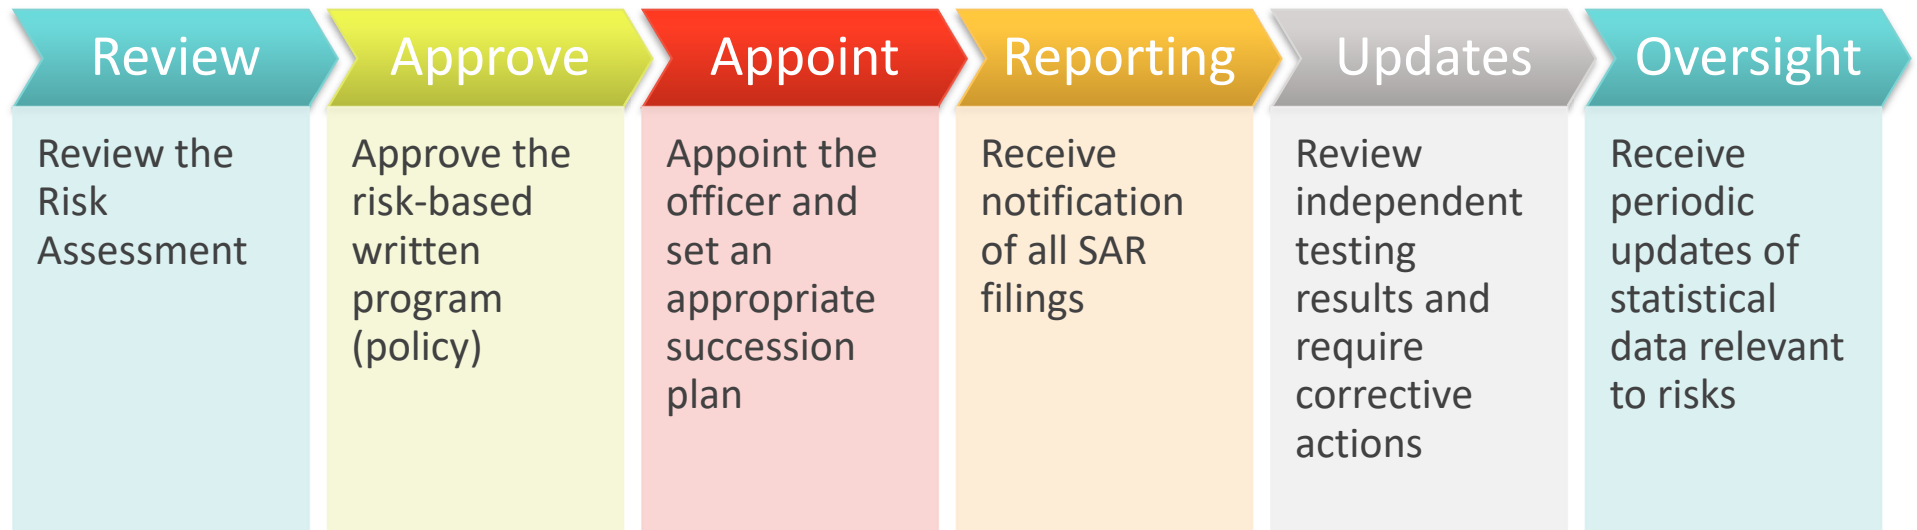 Review
Approve
Appoint
Reporting
Updates
Oversight
Review the
Risk
Assessment
Approve the
risk-based
written
program
(policy)
Appoint the
officer and
set an
appropriate
succession
plan
Receive
notification
of all SAR
filings
Review
independent
testing
results and
require
corrective
actions
Receive
periodic
updates of
statistical
data relevant
to risks